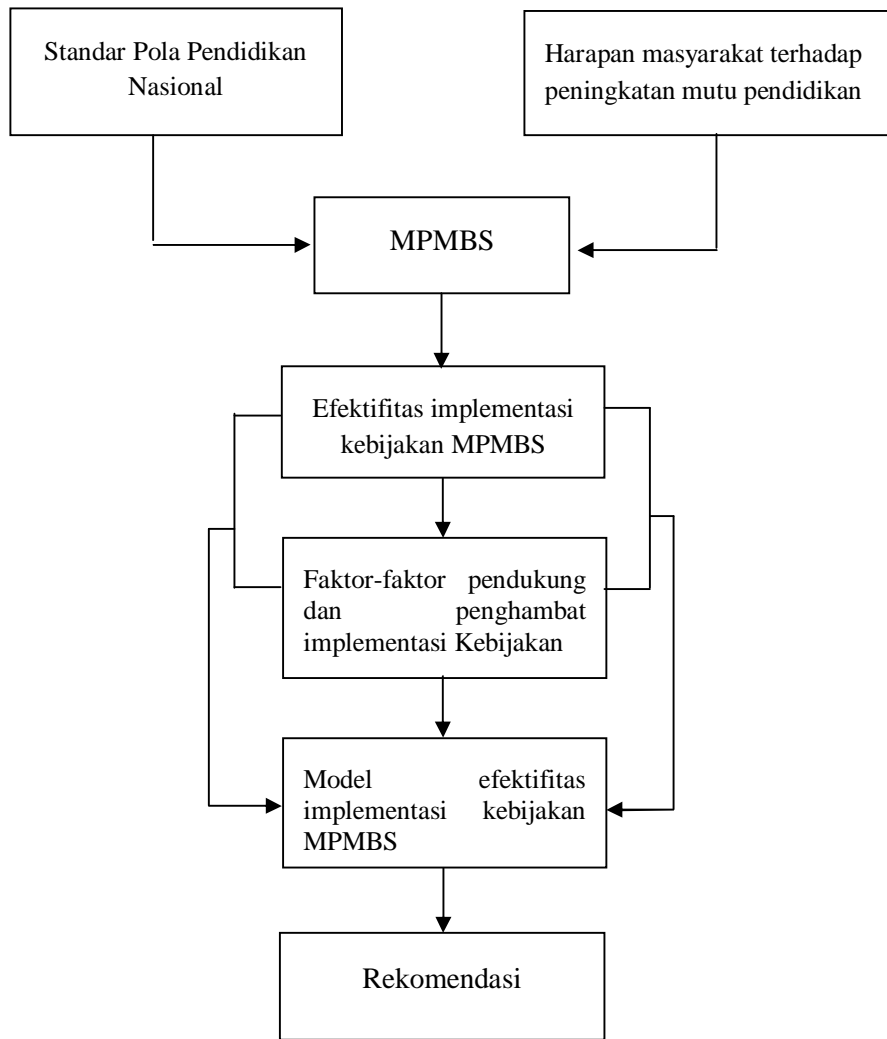 Standar Pola Pendidikan
Nasional
Harapan masyarakat terhadap
peningkatan mutu pendidikan
MPMBS
Efektifitas implementasi
kebijakan MPMBS
Faktor-faktor pendukung
dan penghambat
implementasi Kebijakan
Model efektifitas
implementasi kebijakan
MPMBS
Rekomendasi